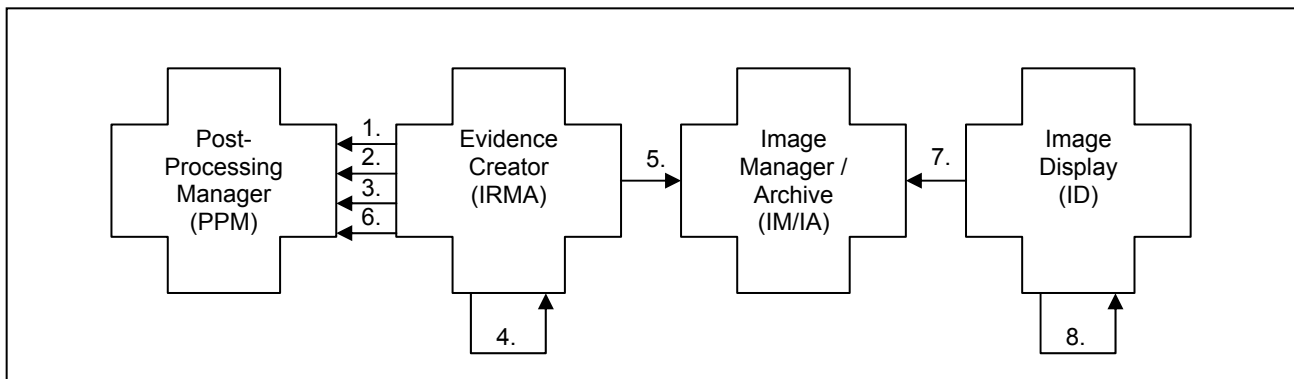 Post-
Processing
Manager
(PPM)
1.
2.
3.
6.
Evidence
Creator
(IRMA)
4.
5.
Image
Manager /
Archive
(IM/IA)
7.
Image
Display
(ID)
8.